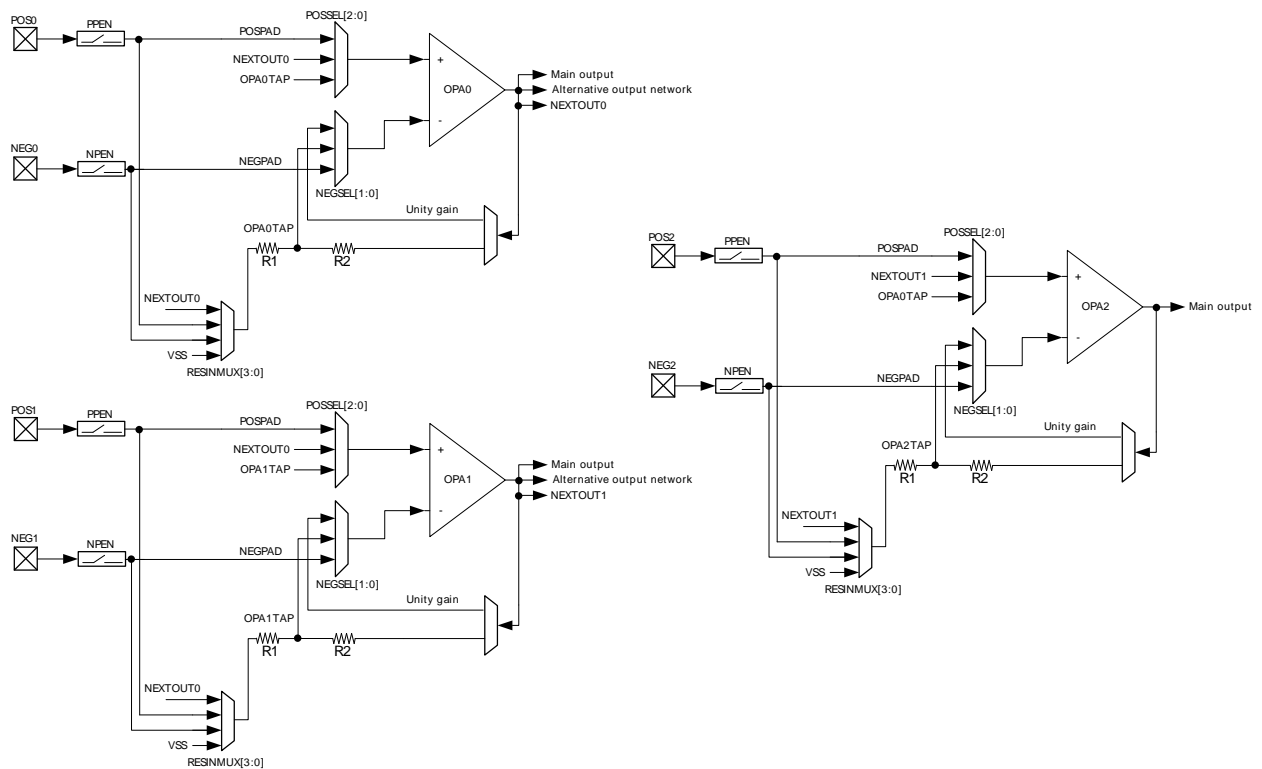 POS0
PPEN
POSSEL[2:0]
POSPAD
NEXTOUT0
OPA0TAP
+
OPA0
-
Main output
Alternative output network
NEXTOUT0
NEG0
NPEN
NEGPAD
NEGSEL[1:0]
Unity gain
OPA0TAP
R1
R2
NEXTOUT0
VSS
RESINMUX[3:0]
POS1
PPEN
POSSEL[2:0]
POSPAD
NEXTOUT0
OPA1TAP
+
OPA1
-
Main output
Alternative output network
NEXTOUT1
NEG1
NPEN
NEGPAD
NEGSEL[1:0]
Unity gain
OPA1TAP
R1
R2
NEXTOUT0
VSS
RESINMUX[3:0]
POS2
PPEN
POSSEL[2:0]
POSPAD
NEXTOUT1
OPA0TAP
+
OPA2
-
Main output
NEG2
NPEN
NEGPAD
NEGSEL[1:0]
Unity gain
OPA2TAP
R1
R2
NEXTOUT1
VSS
RESINMUX[3:0]